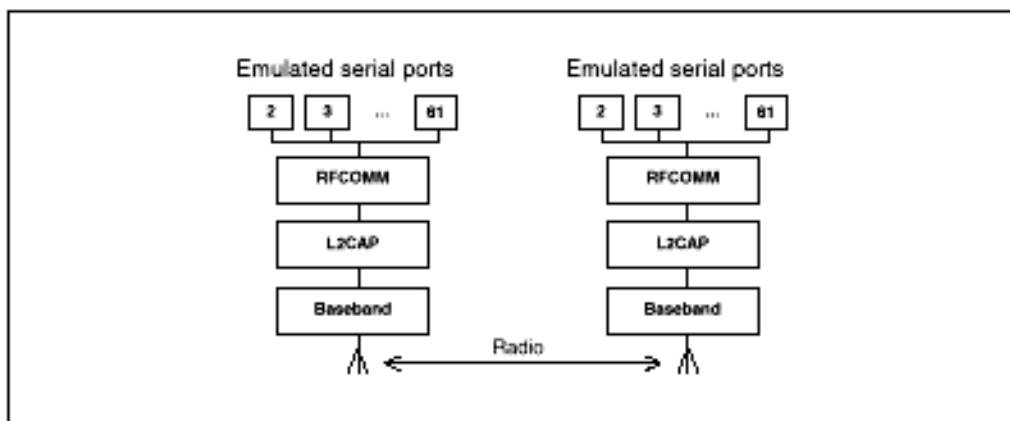 Emulated serial ports Emulated serial ports
2 3 ... 61 2 3 ... 61
RFCOMM RFCOMM
L2CAP L2CAP
Baseband Baseband
Radio